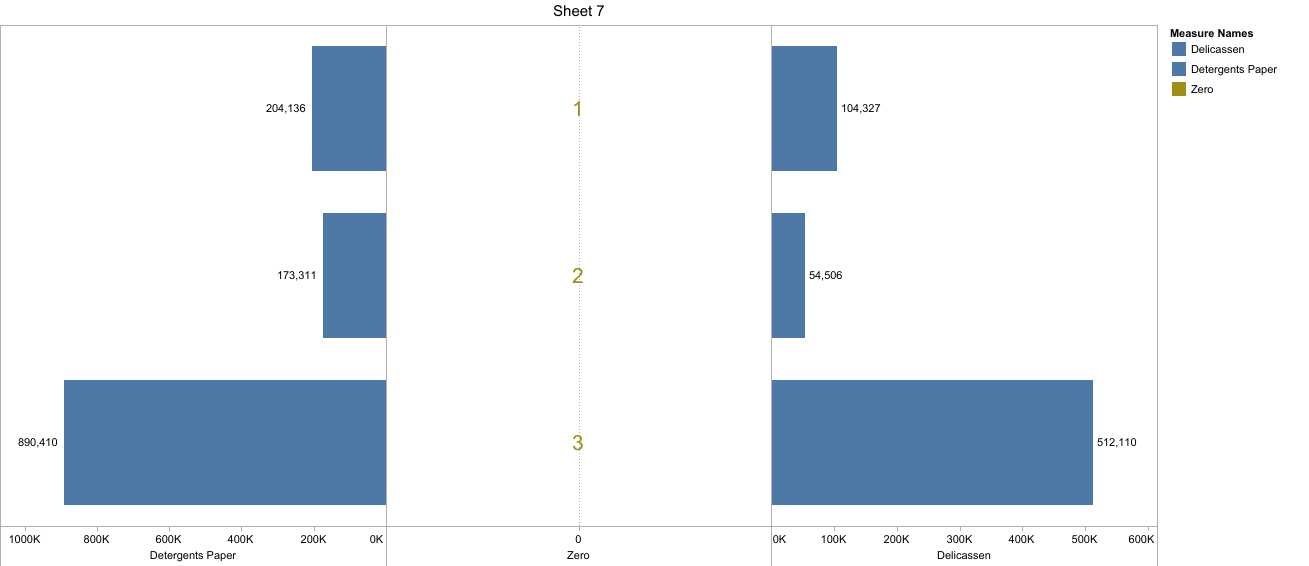 Sheet 7
Measure Names
Delicassen
Detergents Paper
Zero
204,136
1
104,327
173,311
2
54,506
890,410
3
512,110
1000K 800K 600K 400K 200K 0K
0
0K 100K 200K 300K 400K 500K 600K
Detergents Paper
Zero
Delicassen